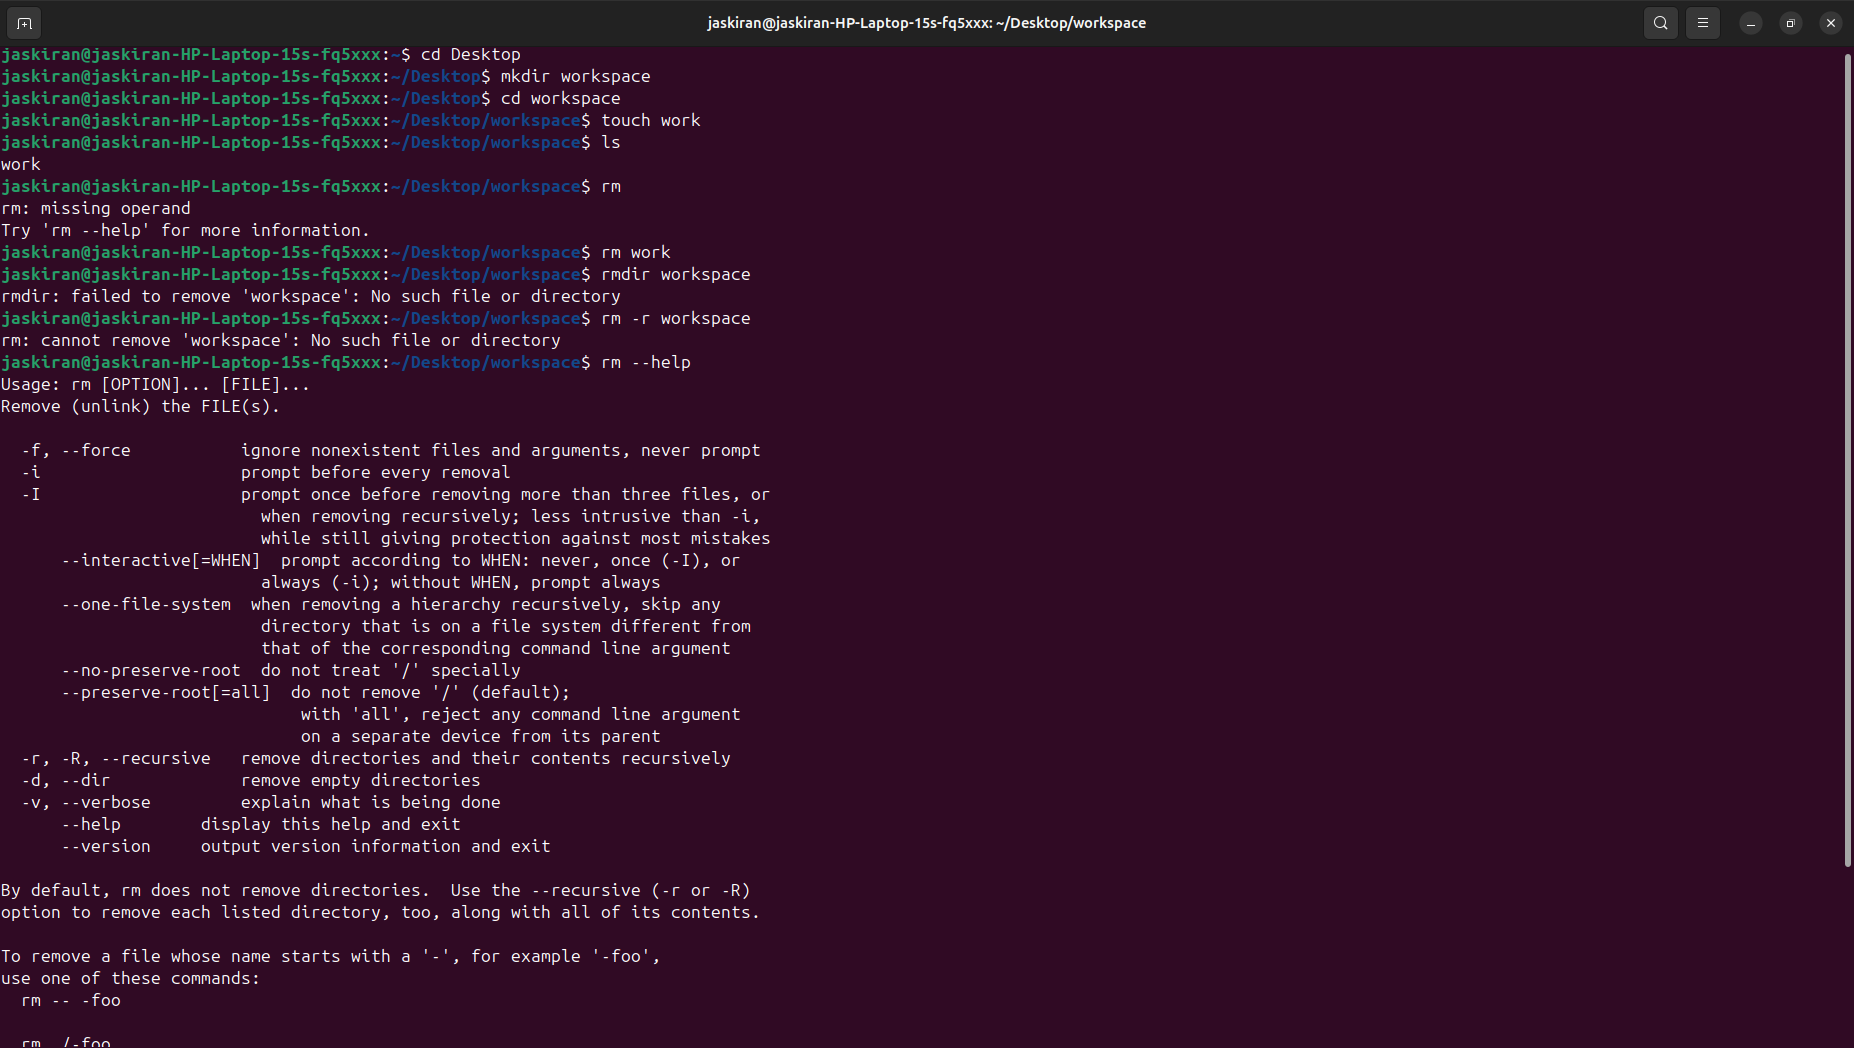 jaskiran@jaskiran-HP-Laptop-15s-fq5xxx: ~/Desktop/workspace
jaskiran@jaskiran-HP-Laptop-15s-fq5xxx:~$ cd Desktop
jaskiran@jaskiran-HP-Laptop-15s-fq5xxx:~/Desktop$ mkdir workspace
jaskiran@jaskiran-HP-Laptop-15s-fq5xxx:~/Desktop$ cd workspace
jaskiran@jaskiran-HP-Laptop-15s-fq5xxx:~/Desktop/workspace$ touch work
jaskiran@jaskiran-HP-Laptop-15s-fq5xxx:~/Desktop/workspace$ ls
work
jaskiran@jaskiran-HP-Laptop-15s-fq5xxx:~/Desktop/workspace$ rm
rm: missing operand
Try 'rm --help' for more information.
jaskiran@jaskiran-HP-Laptop-15s-fq5xxx:~/Desktop/workspace$ rm work
jaskiran@jaskiran-HP-Laptop-15s-fq5xxx:~/Desktop/workspace$ rmdir workspace
rmdir: failed to remove 'workspace': No such file or directory
jaskiran@jaskiran-HP-Laptop-15s-fq5xxx:~/Desktop/workspace$ rm -r workspace
rm: cannot remove 'workspace': No such file or directory
jaskiran@jaskiran-HP-Laptop-15s-fq5xxx:~/Desktop/workspace$ rm --help
Usage: rm [OPTION]... [FILE]...
Remove (unlink) the FILE(s).

  -f, --force           ignore nonexistent files and arguments, never prompt
  -i                    prompt before every removal
  -I                    prompt once before removing more than three files, or
                          when removing recursively; less intrusive than -i,
                          while still giving protection against most mistakes
      --interactive[=WHEN]  prompt according to WHEN: never, once (-I), or
                          always (-i); without WHEN, prompt always
      --one-file-system  when removing a hierarchy recursively, skip any
                          directory that is on a file system different from
                          that of the corresponding command line argument
      --no-preserve-root  do not treat '/' specially
      --preserve-root[=all]  do not remove '/' (default);
                              with 'all', reject any command line argument
                              on a separate device from its parent
  -r, -R, --recursive   remove directories and their contents recursively
  -d, --dir             remove empty directories
  -v, --verbose         explain what is being done
      --help        display this help and exit
      --version     output version information and exit

By default, rm does not remove directories.  Use the --recursive (-r or -R)
option to remove each listed directory, too, along with all of its contents.

To remove a file whose name starts with a '-', for example '-foo',
use one of these commands:
  rm -- -foo

  rm ./-foo